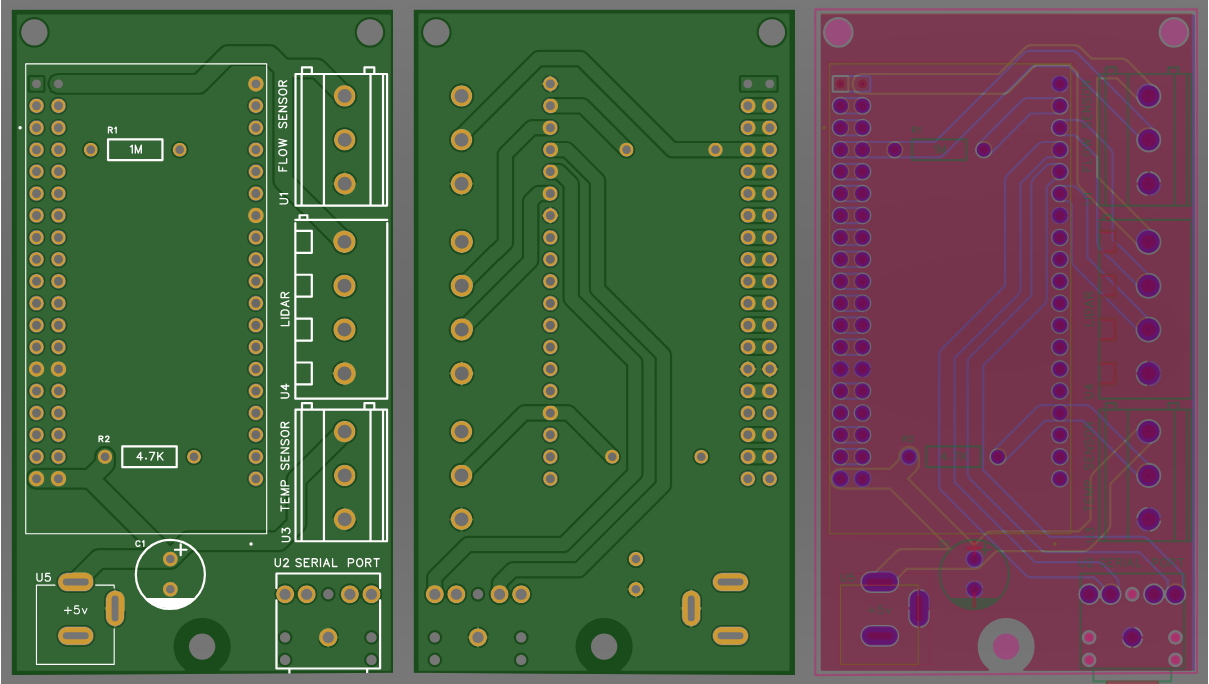 R1
1M
FLOW SENSOR
U1
LIDAR
U4
R2
4.7K
TEMP SENSOR
U3
C1
+
U2 SERIAL PORT
U5
+5v